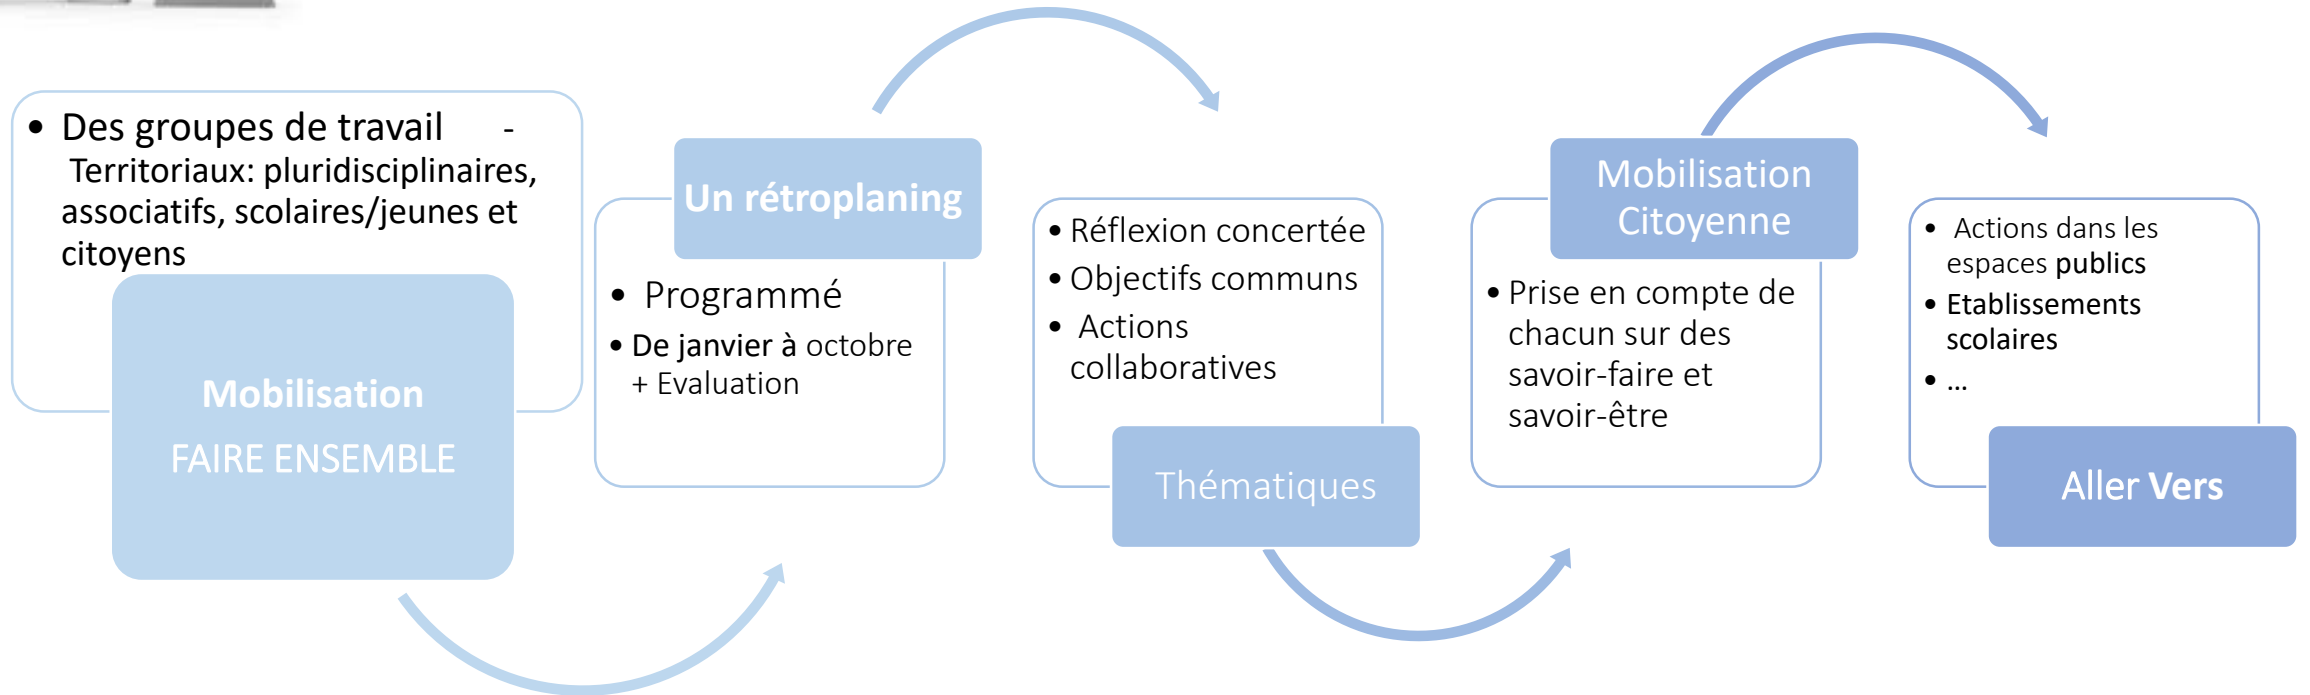 • Des groupes de travail -
Territoriaux: pluridisciplinaires,
associatifs, scolaires/jeunes et
citoyens
Mobilisation
FAIRE ENSEMBLE
Un rétroplaning
• Programmé
• De janvier à octobre
+ Evaluation
• Réflexion concertée
• Objectifs communs
• Actions
collaboratives
Thématiques
Mobilisation
Citoyenne
• Prise en compte de
chacun sur des
savoir-faire et
savoir-être
• Actions dans les
espaces publics
• Etablissements
scolaires
• ...
Aller Vers